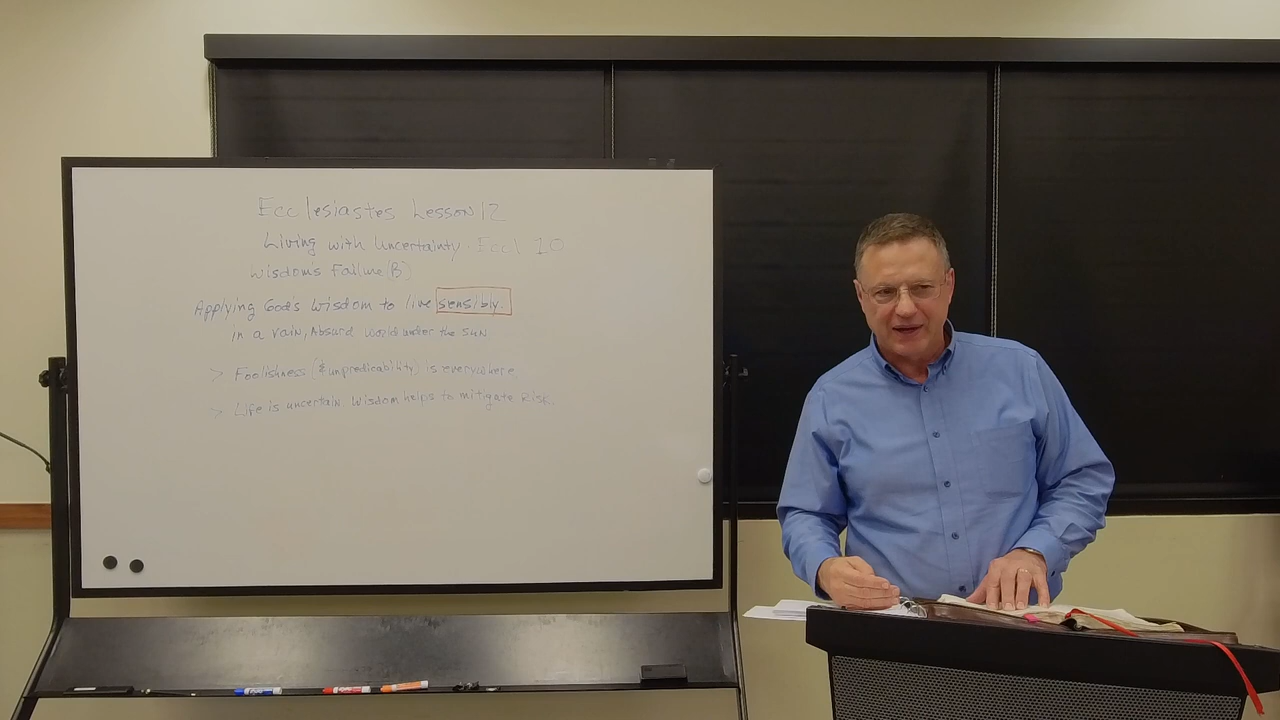 Ecclesiastes Lesson 12
Living with Uncertainty. Eccl 10
Wisdom's Failure (B)
Applying God's Wisdom to live sensibly.
in a vain, Absurd World under the SUN
> Foolishness (& unpredicability) is everywhere
> Life is uncertain Wisdom helps to mitigate Risk.